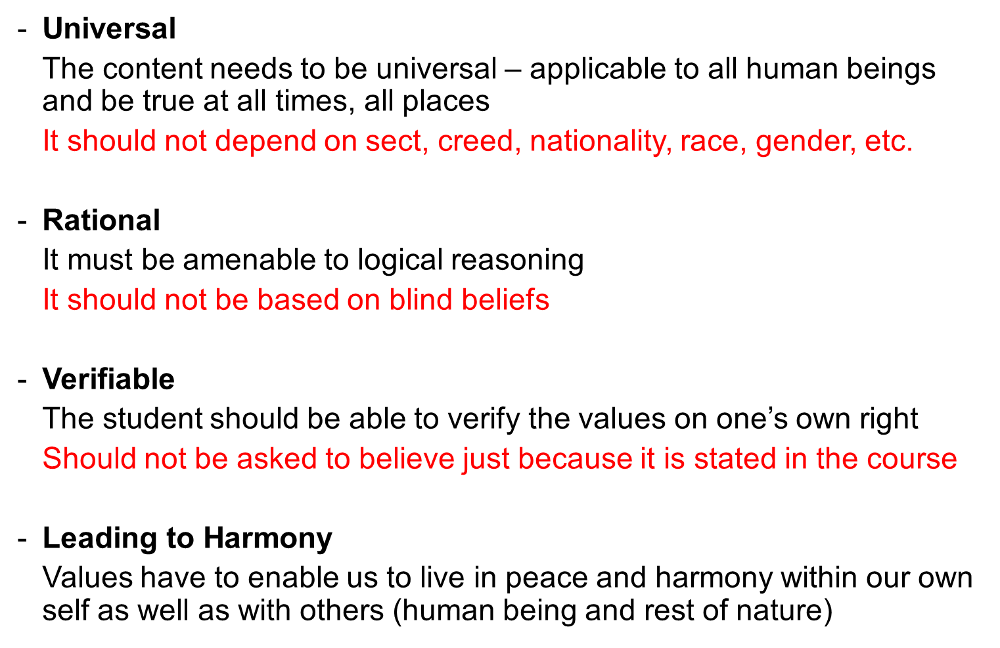 - Universal
The content needs to be universal – applicable to all human beings
and be true at all times, all places
It should not depend on sect, creed, nationality, race, gender, etc.
- Rational
It must be amenable to logical reasoning
It should not be based on blind beliefs
- Verifiable
The student should be able to verify the values on one’s own right
Should not be asked to believe just because it is stated in the course
- Leading to Harmony
Values have to enable us to live in peace and harmony within our own
self as well as with others (human being and rest of nature)